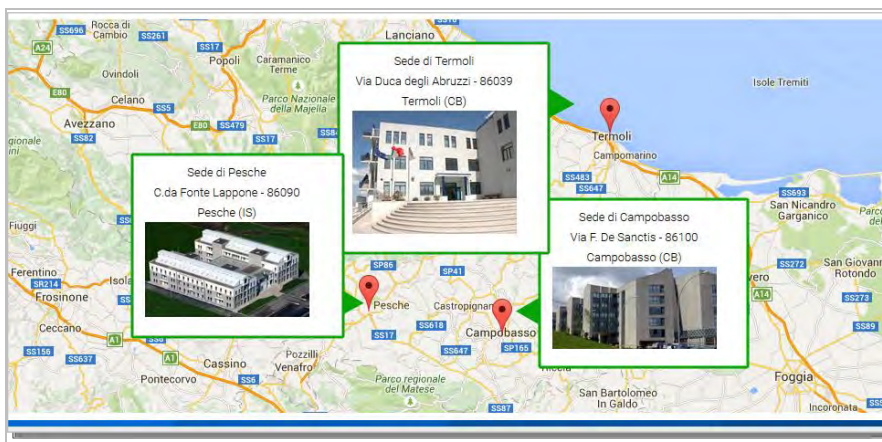 Sede di Termoli
Via Duca degli Abruzzi - 86039
Termoli (CB)
Sede di Pesche
C.da Fonte Lappone - 86090
Pesche (IS)
Sede di Campobasso
Via F. De Sanctis - 86100
Campobasso (CB)
Rocca di
Cambio
SS696
SS261
SS17
Popoli
Caramanico
Terme
Lanciano
A24
Ovindoli
E80
Celano
SS5
Avezzano
SS82
E80
SS479
SS17
Parco Nazionale
della Majella
Isole Tremiti
Termoli
Campomarino
A14
SS483
SS647
SS693
San Nicandro
Garganico
Fiuggi
Ferentino
SR214
Frosinone
Ceccano
SS156
SS637
A1
A1
Cassino
Pontecorvo
SS6
Pozzilli
Venafro
SP86
SP41
Pesche
Castropignano
SS17
SS618
Campobasso
SS647
SP165
Parco regionale
del Matese
SS87
San Bartolomeo
In Galdo
SS272
San Giovanni
Rotondo
A14
SS273
SS89
Foggia
Incoronata